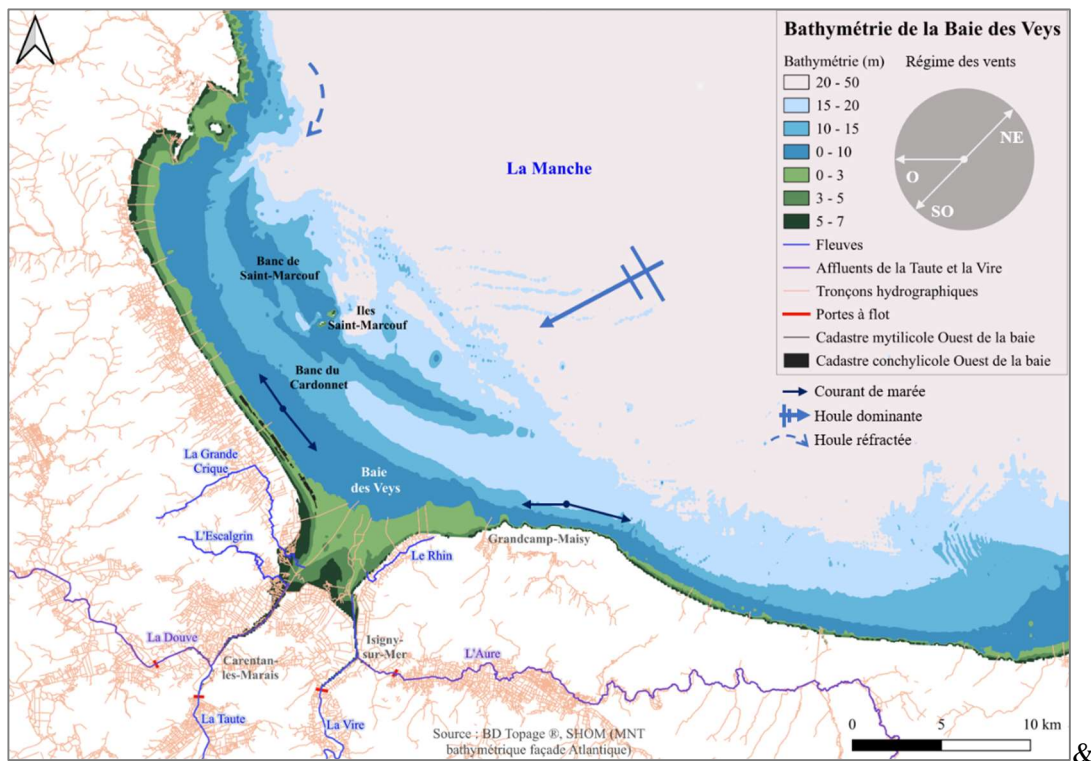 Bathymétrie de la Baie des Veys
Bathymétrie (m)
20 - 50
15 - 20
10 - 15
0 - 10
0 - 3
3 - 5
5 - 7
Régime des vents
NE
O
SO
Fleuves
Affluents de la Taute et la Vire
Tronçons hydrographiques
Portes à flot
Cadastre mytilicole Ouest de la baie
Cadastre conchylicole Ouest de la baie
Courant de marée
Houle dominante
Houle réfractée
La Manche
Banc de
Saint-Marcouf
Iles
Saint-Marcouf
Banc du
Cardonnet
La Grande
Crique
Baie
des Veys
L'Escalgrin
Le Rhin
Grandcamp-Maisy
La Douve
Carentan-
les-Marais
Isigny-
sur-Mer
L'Aure
La Taute
La Vire
Source : BD Topage ®, SHOM (MNT
bathymétrique façade Atlantique)
0 5 10 km
&